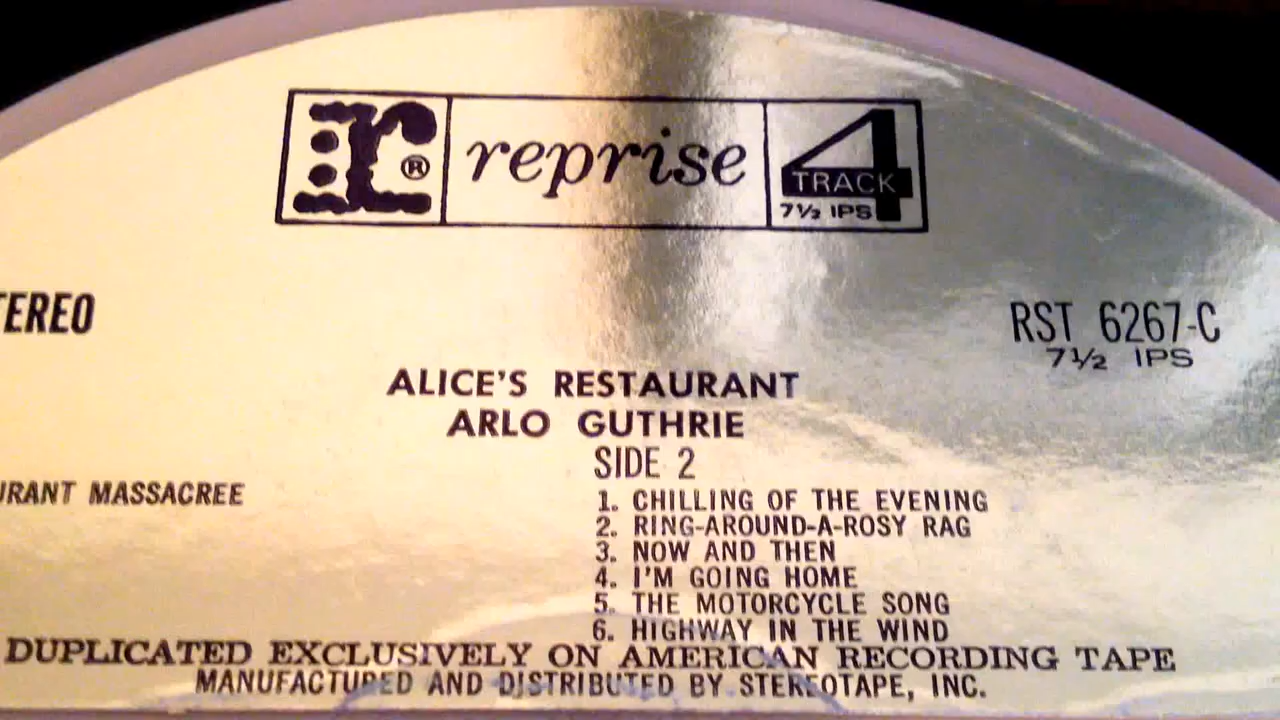 r® reprise 4 TRACK
7½ IPS
TEREO
RST 6267-C
7½ IPS
ALICE'S RESTAURANT
ARLO GUTHRIE
SIDE 2
URANT MASSACREE
1. CHILLING OF THE EVENING
2. RING-AROUND-A-ROSY RAG
3. NOW AND THEN
4. I'M GOING HOME
5. THE MOTORCYCLE SONG
6. HIGHWAY IN THE WIND
DUPLICATED EXCLUSIVELY ON AMERICAN RECORDING TAPE
MANUFACTURED AND DISTRIBUTED BY STEREOTAPE, INC.